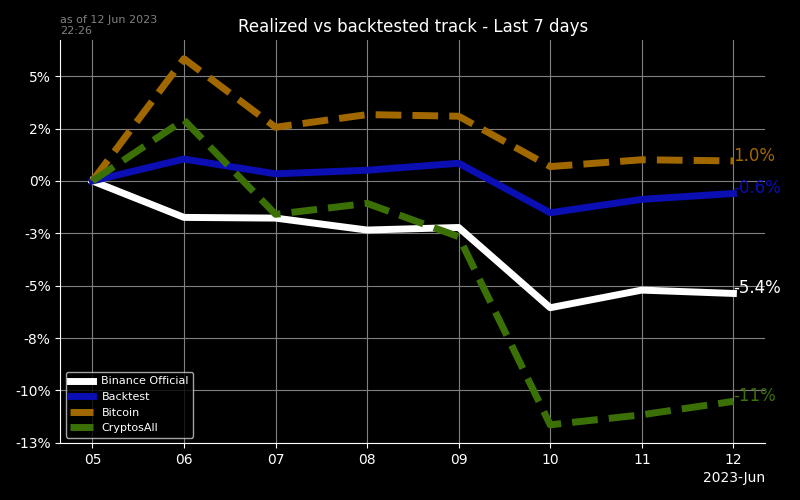 as of 12 Jun 2023
22:26
Realized vs backtested track - Last 7 days
5%
2%
0%
-3%
-5%
-8%
-10%
-13%
1.0%
-0.6%
-5.4%
-11%
Binance Official
Backtest
Bitcoin
CryptosAll
05 06 07 08 09 10 11 12
2023-Jun